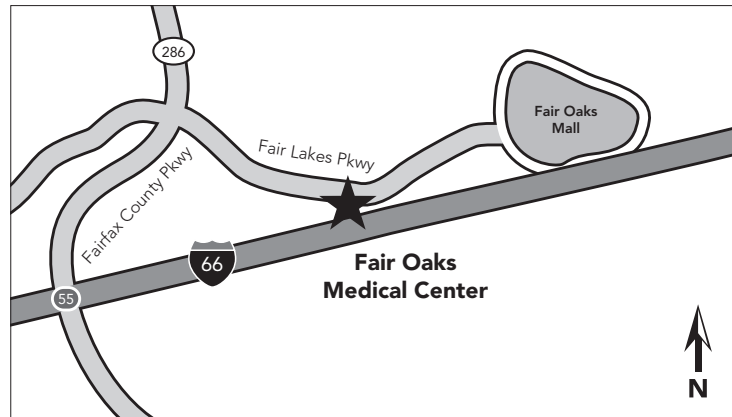 286
Fair Oaks
Mall
Fair Lakes Pkwy
Fairfax County Pkwy
66
Fair Oaks
Medical Center
55
N